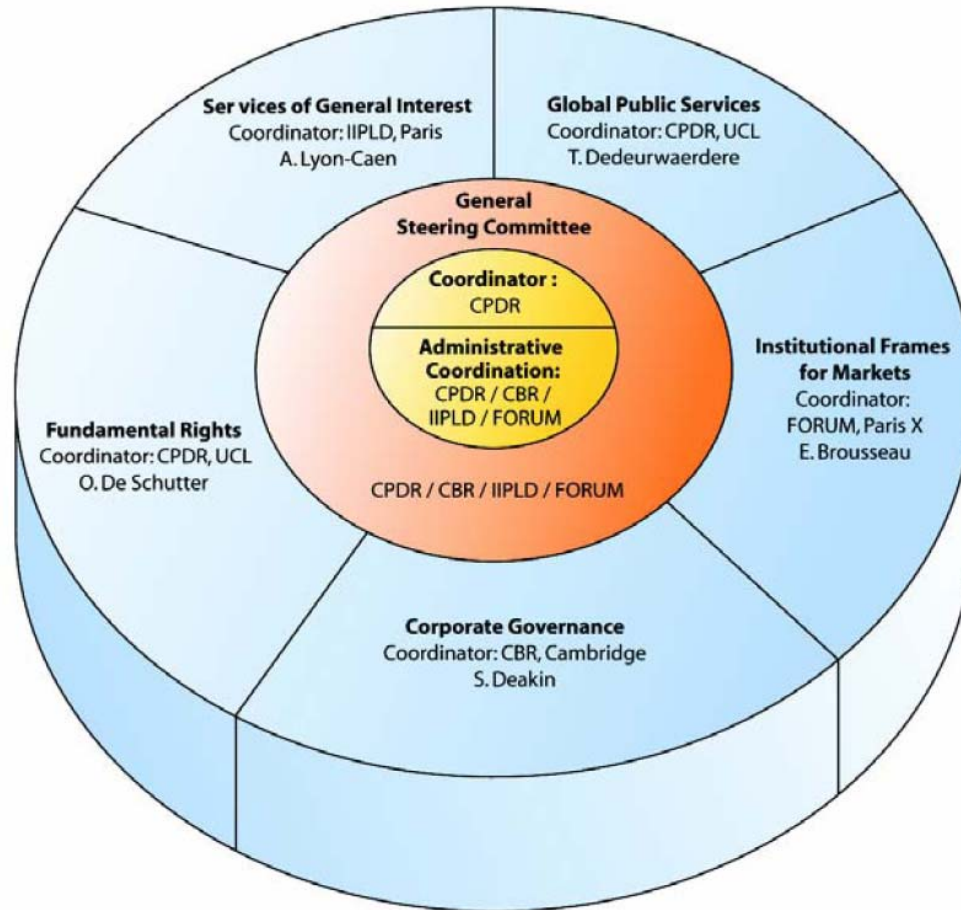 Services of General Interest
Coordinator: IIPLD, Paris
A. Lyon-Caen
Global Public Services
Coordinator: CPDR, UCL
T. Dedeurwaerdere
General
Steering Committee
Coordinator :
CPDR
Administrative
Coordination:
CPDR / CBR /
IIPLD / FORUM
CPDR / CBR / IIPLD / FORUM
Institutional Frames
for Markets
Coordinator:
FORUM, Paris X
E. Brousseau
Fundamental Rights
Coordinator: CPDR, UCL
O. De Schutter
Corporate Governance
Coordinator: CBR, Cambridge
S. Deakin